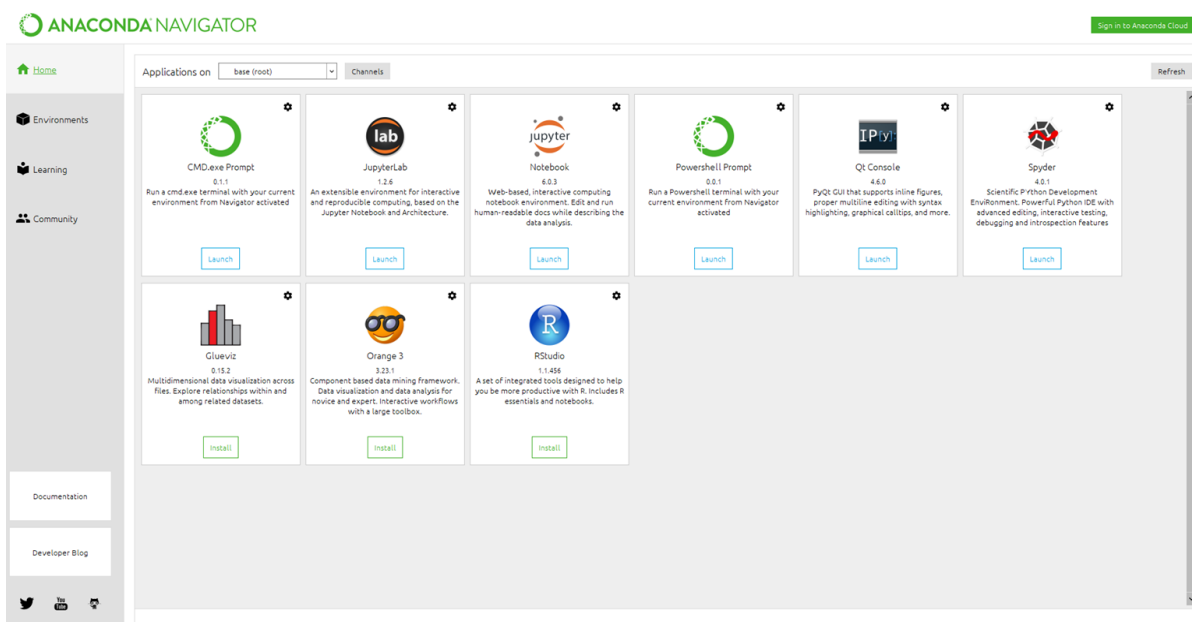 ANACONDA NAVIGATOR
Sign in to Anaconda Cloud
Home
Environments
Learning
Community
Documentation
Developer Blog
You
Tube
Applications on
base (root)
Channels
Refresh
CMD.exe Prompt
0.1.1
Run a cmd.exe terminal with your current
environment from Navigator activated
Launch
lab
JupyterLab
1.2.6
An extensible environment for interactive
and reproducible computing, based on the
Jupyter Notebook and Architecture.
Launch
jupyter
Notebook
6.0.3
Web-based, interactive computing
notebook environment. Edit and run
human-readable docs while describing the
data analysis.
Launch
Powershell Prompt
0.0.1
Run a Powershell terminal with your
current environment from Navigator
activated
Launch
IP[y]:
Qt Console
4.6.0
PyQt GUI that supports inline figures,
proper multiline editing with syntax
highlighting, graphical calltips, and more.
Launch
Spyder
4.0.1
Scientific PYthon Development
EnviRonment. Powerful Python IDE with
advanced editing, interactive testing,
debugging and introspection features
Launch
Glueviz
0.15.2
Multidimensional data visualization across
files. Explore relationships within and
among related datasets.
Install
Orange 3
3.23.1
Component based data mining framework.
Data visualization and data analysis for
novice and expert. Interactive workflows
with a large toolbox.
Install
R
RStudio
1.1.456
A set of integrated tools designed to help
you be more productive with R. Includes R
essentials and notebooks.
Install